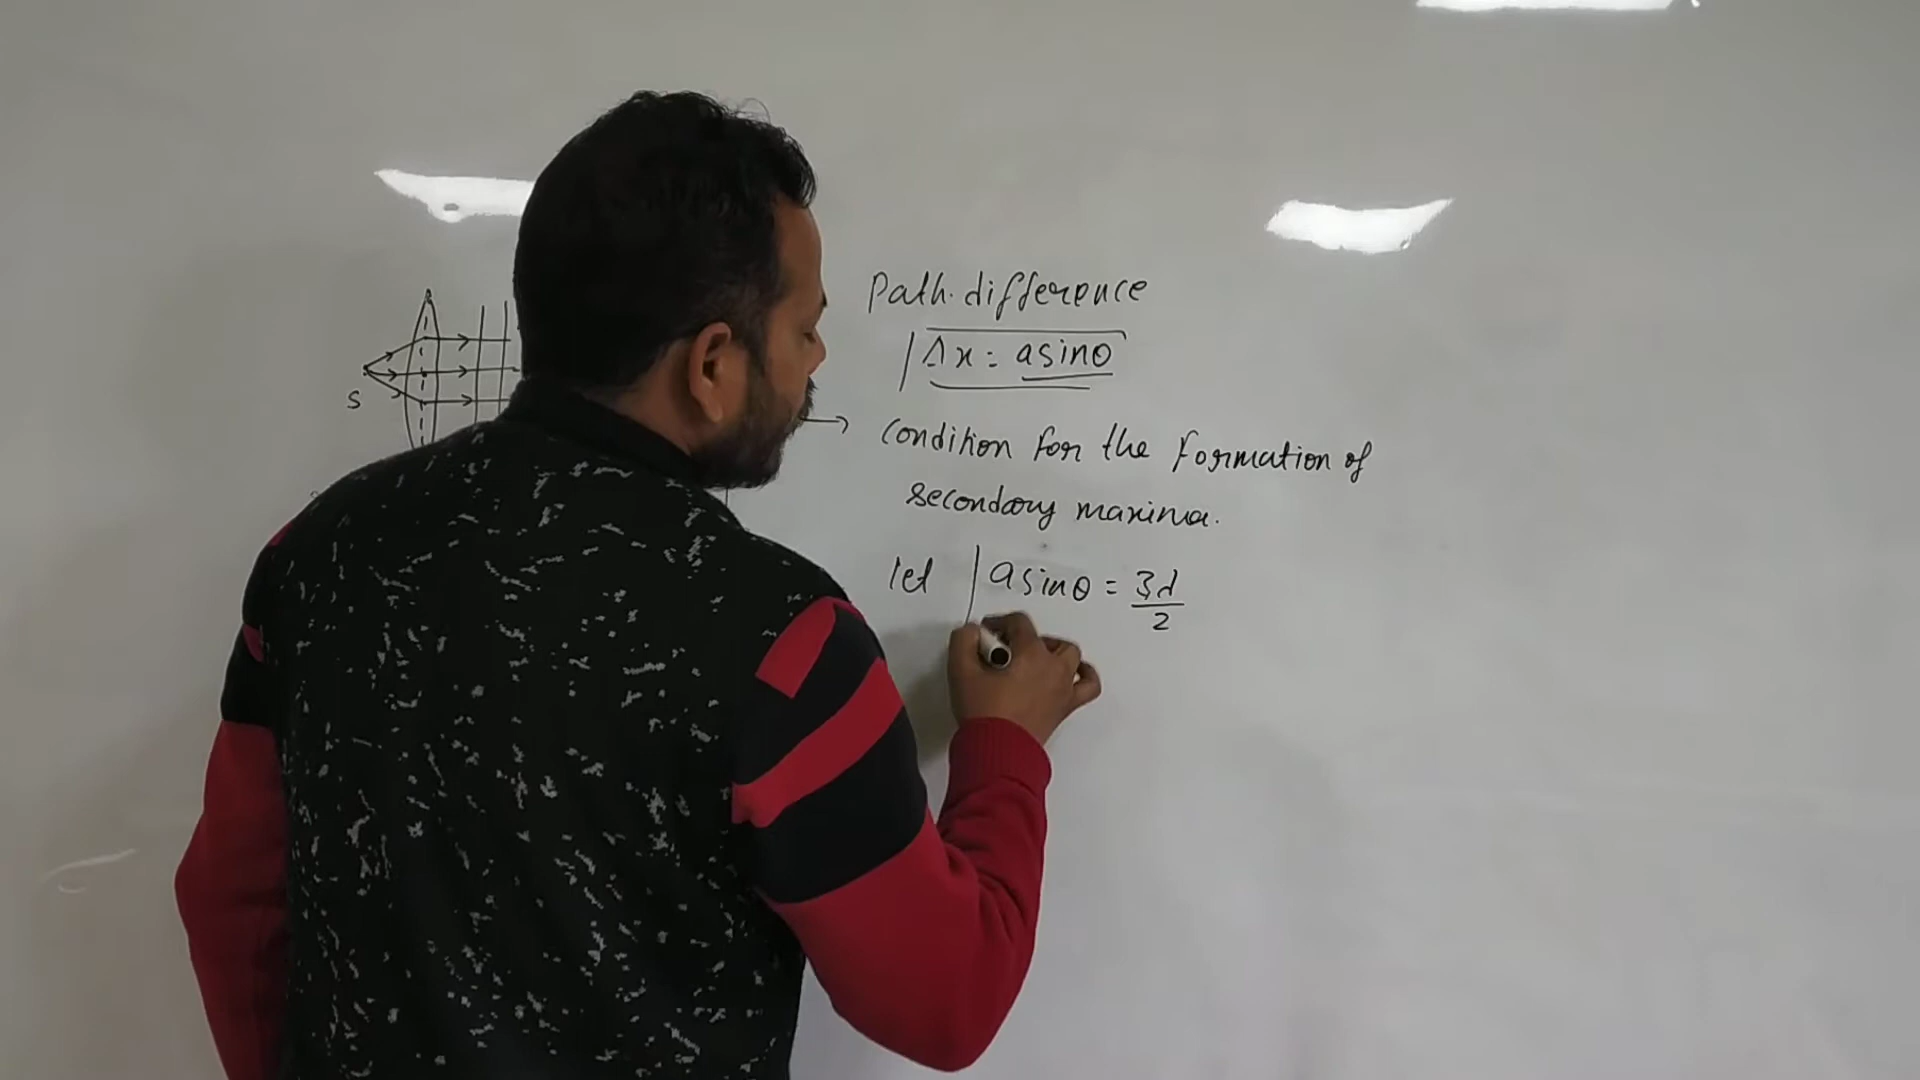 S
Path difference
Δx = asinθ
→ Condition for the formation of
secondary maxima.
let asinθ = 3λ/2